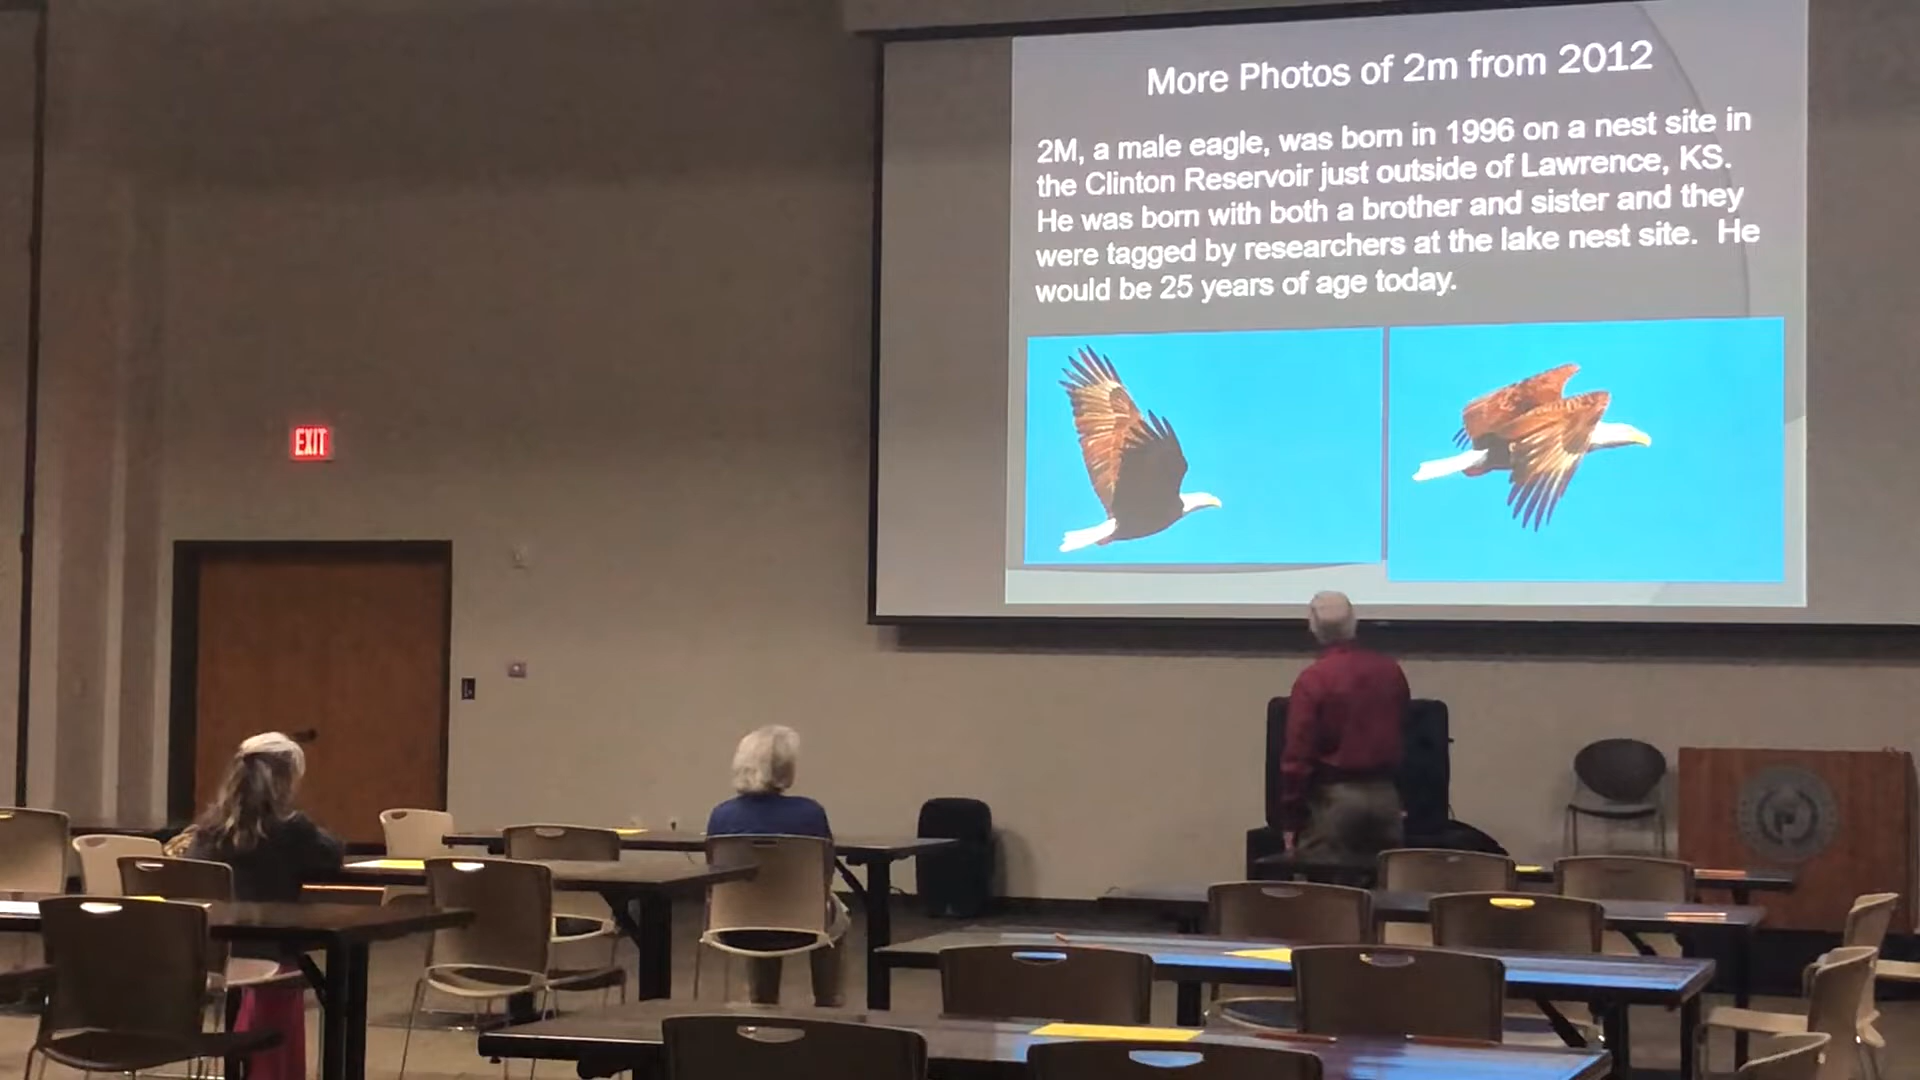 More Photos of 2m from 2012
2M, a male eagle, was born in 1996 on a nest site in
the Clinton Reservoir just outside of Lawrence, KS.
He was born with both a brother and sister and they
were tagged by researchers at the lake nest site. He
would be 25 years of age today.
EXIT